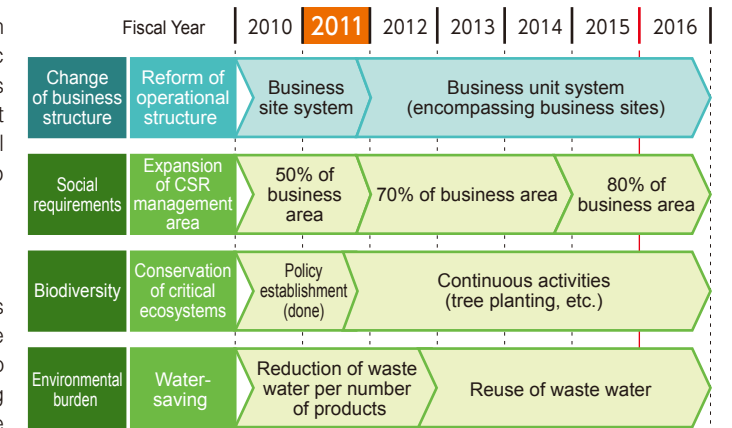 Fiscal Year 2010 2011 2012 2013 2014 2015 2016
Change
of business
structure
Reform of
operational
structure
Business
site system
Business unit system
(encompassing business sites)
Social
requirements
Expansion
of CSR
management
area
50% of
business
area
70% of business area
80% of
business area
Biodiversity
Conservation
of critical
ecosystems
Policy
establishment
(done)
Continuous activities
(tree planting, etc.)
Environmental
burden
Water-
saving
Reduction of waste
water per number
of products
Reuse of waste water